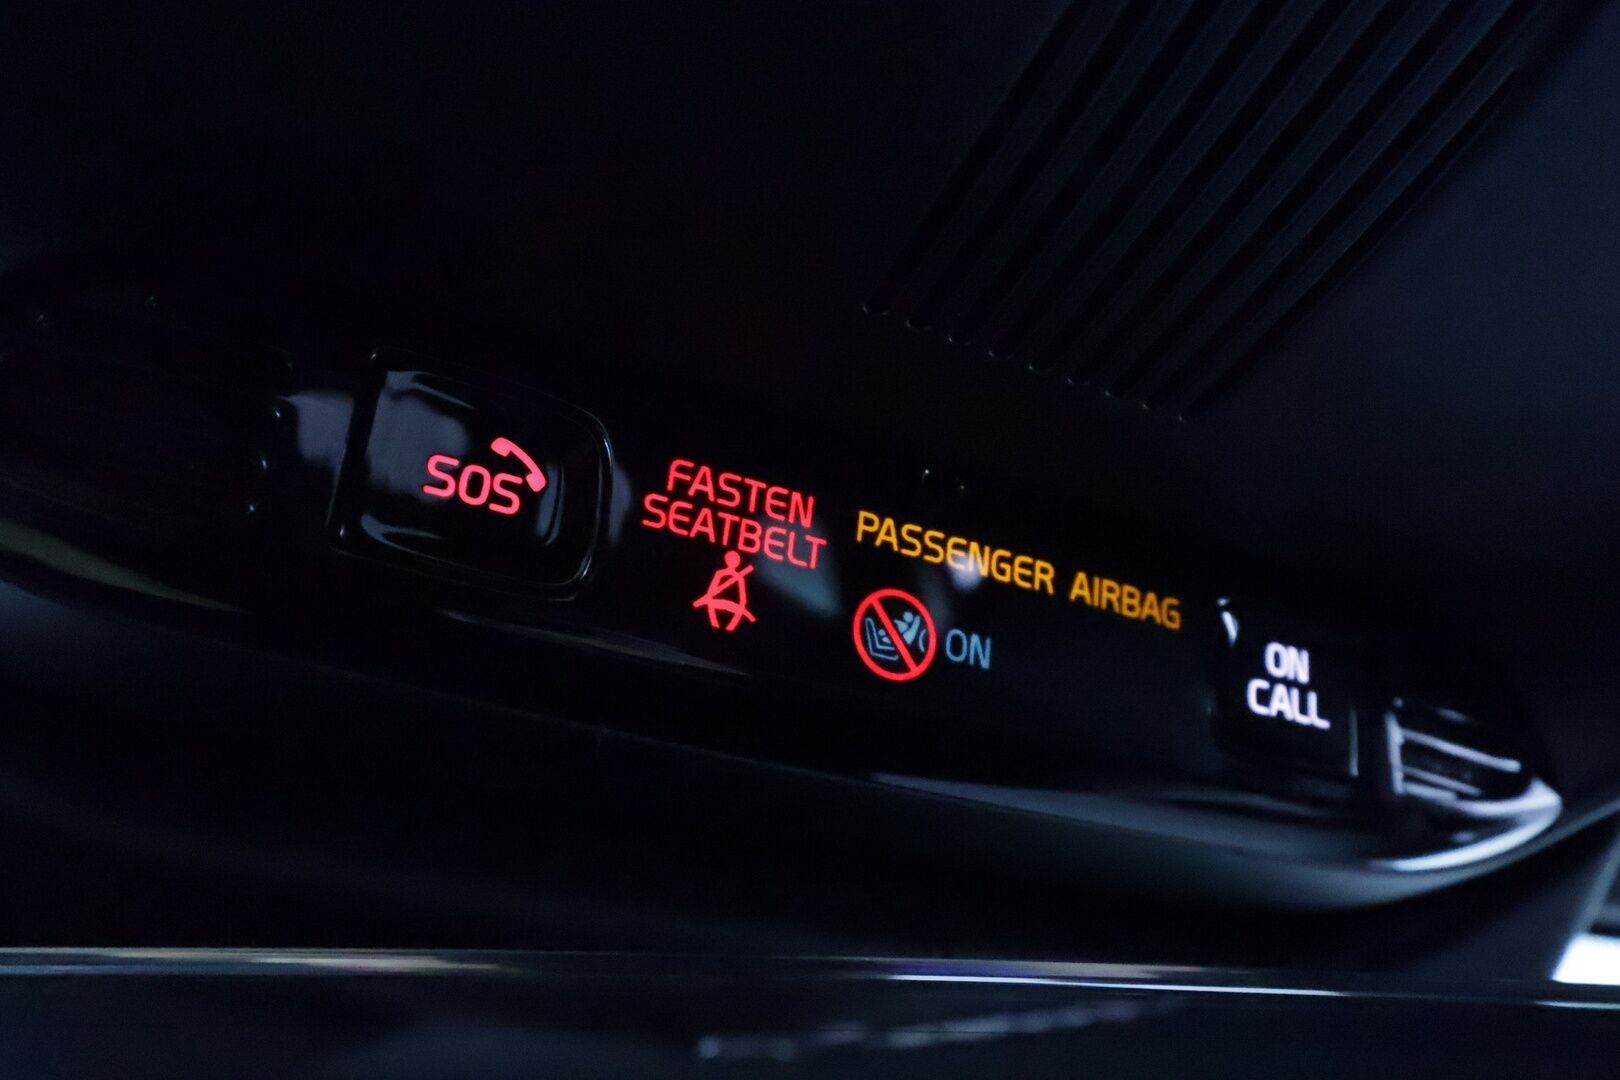 SOS
FASTEN
SEATBELT
PASSENGER AIRBAG
ON
ON
CALL